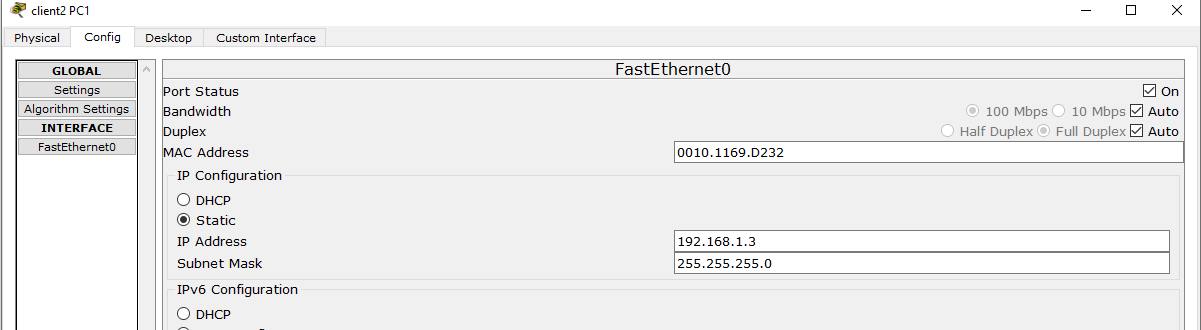 client2 PC1
Physical Config Desktop Custom Interface
GLOBAL
Settings
Algorithm Settings
INTERFACE
FastEthernet0
FastEthernet0
Port Status On
Bandwidth 100 Mbps 10 Mbps Auto
Duplex Half Duplex Full Duplex Auto
MAC Address 0010.1169.D232
IP Configuration
DHCP
Static
IP Address 192.168.1.3
Subnet Mask 255.255.255.0
IPv6 Configuration
DHCP